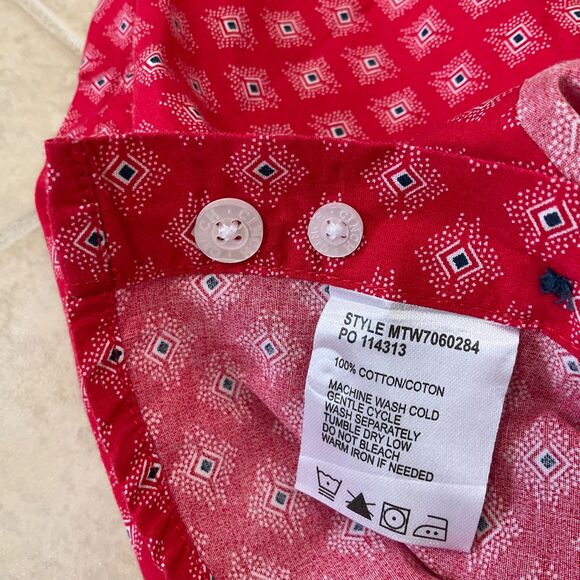 STYLE MTW7060284
PO 114313
100% COTTON/COTON
MACHINE WASH COLD
GENTLE CYCLE
WASH SEPARATELY
TUMBLE DRY LOW
DO NOT BLEACH
WARM IRON IF NEEDED